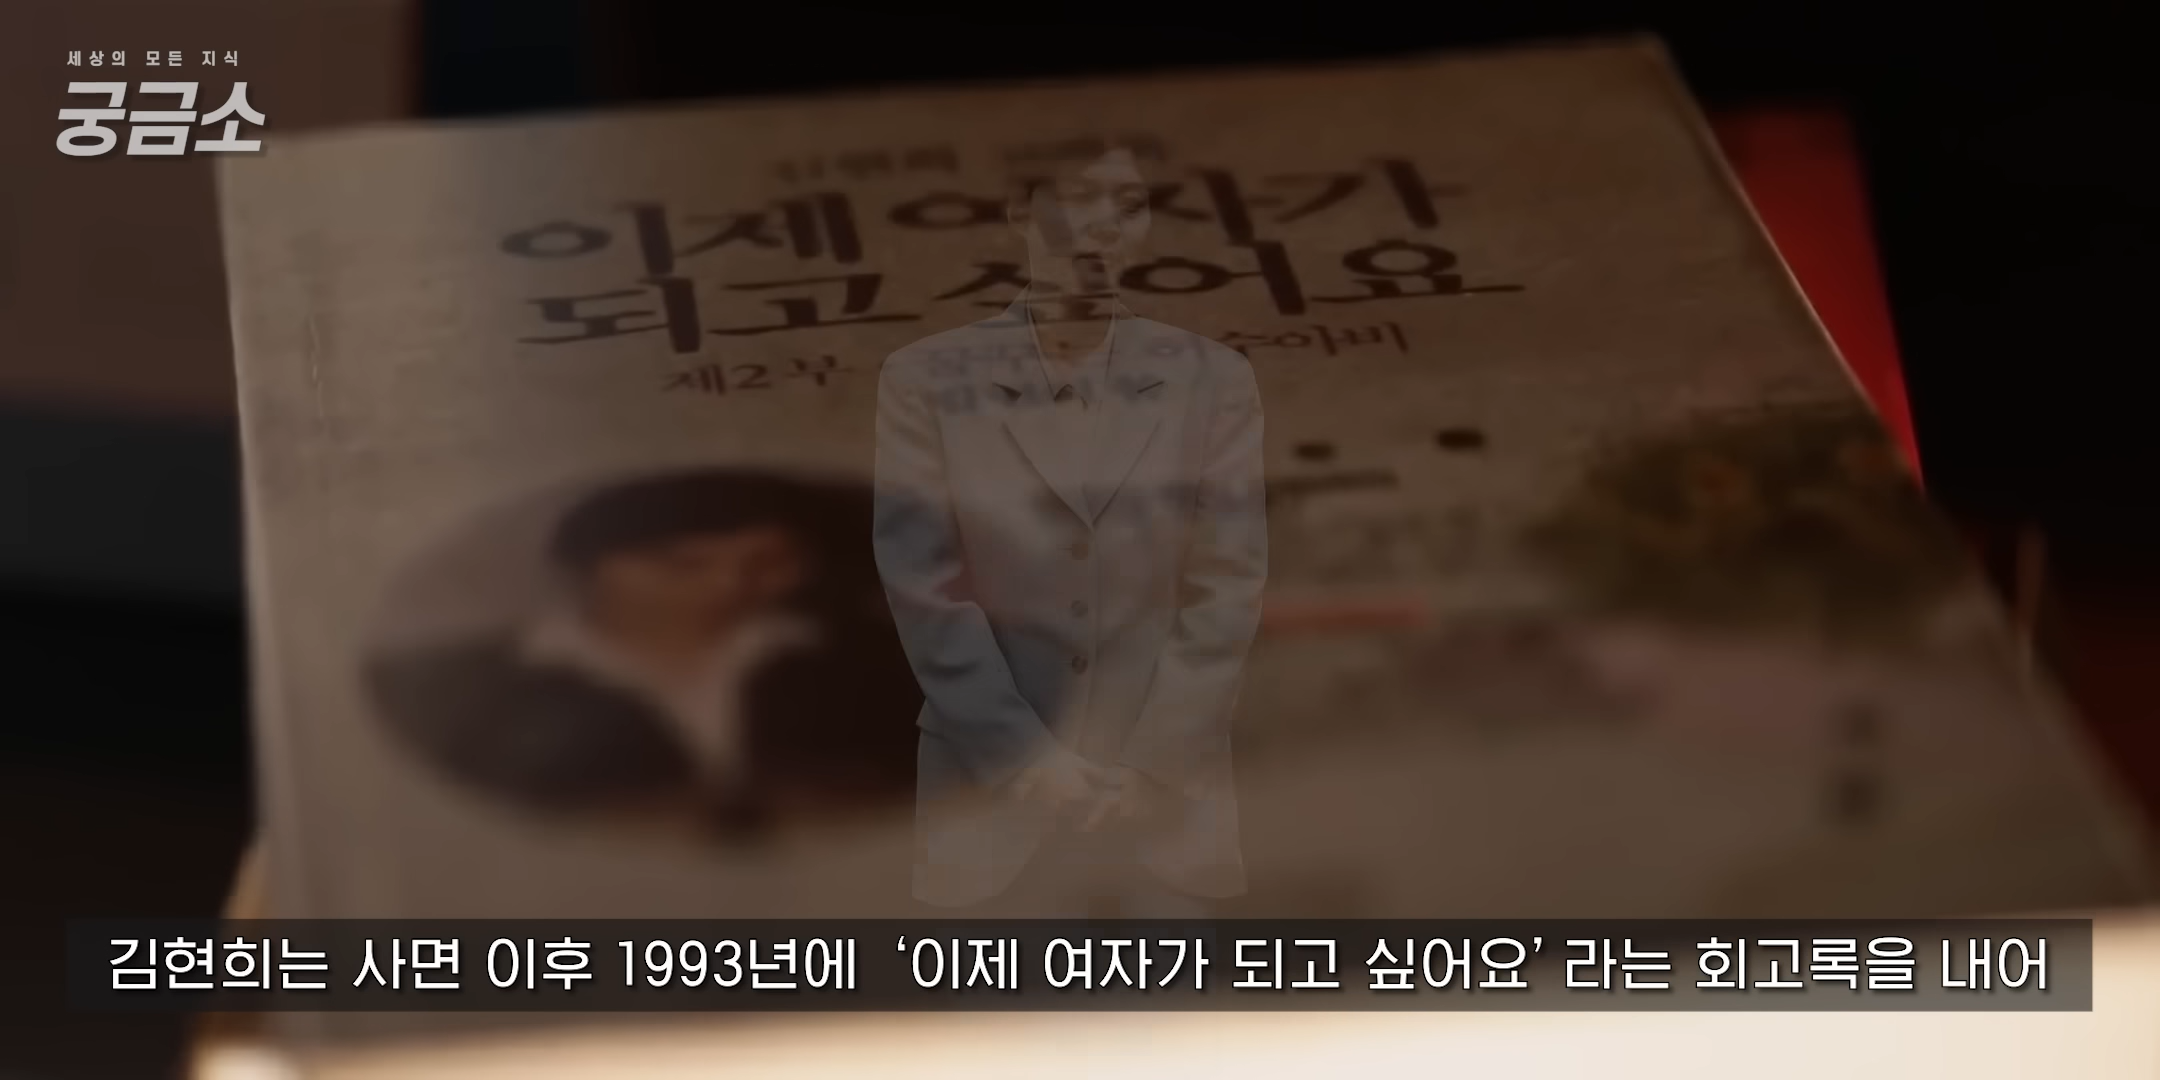 세상의 모든 지식
궁금소
이제 여자가
되고 싶어요
제2부
김현희는 사면 이후 1993년에 ‘이제 여자가 되고 싶어요’ 라는 회고록을 내어